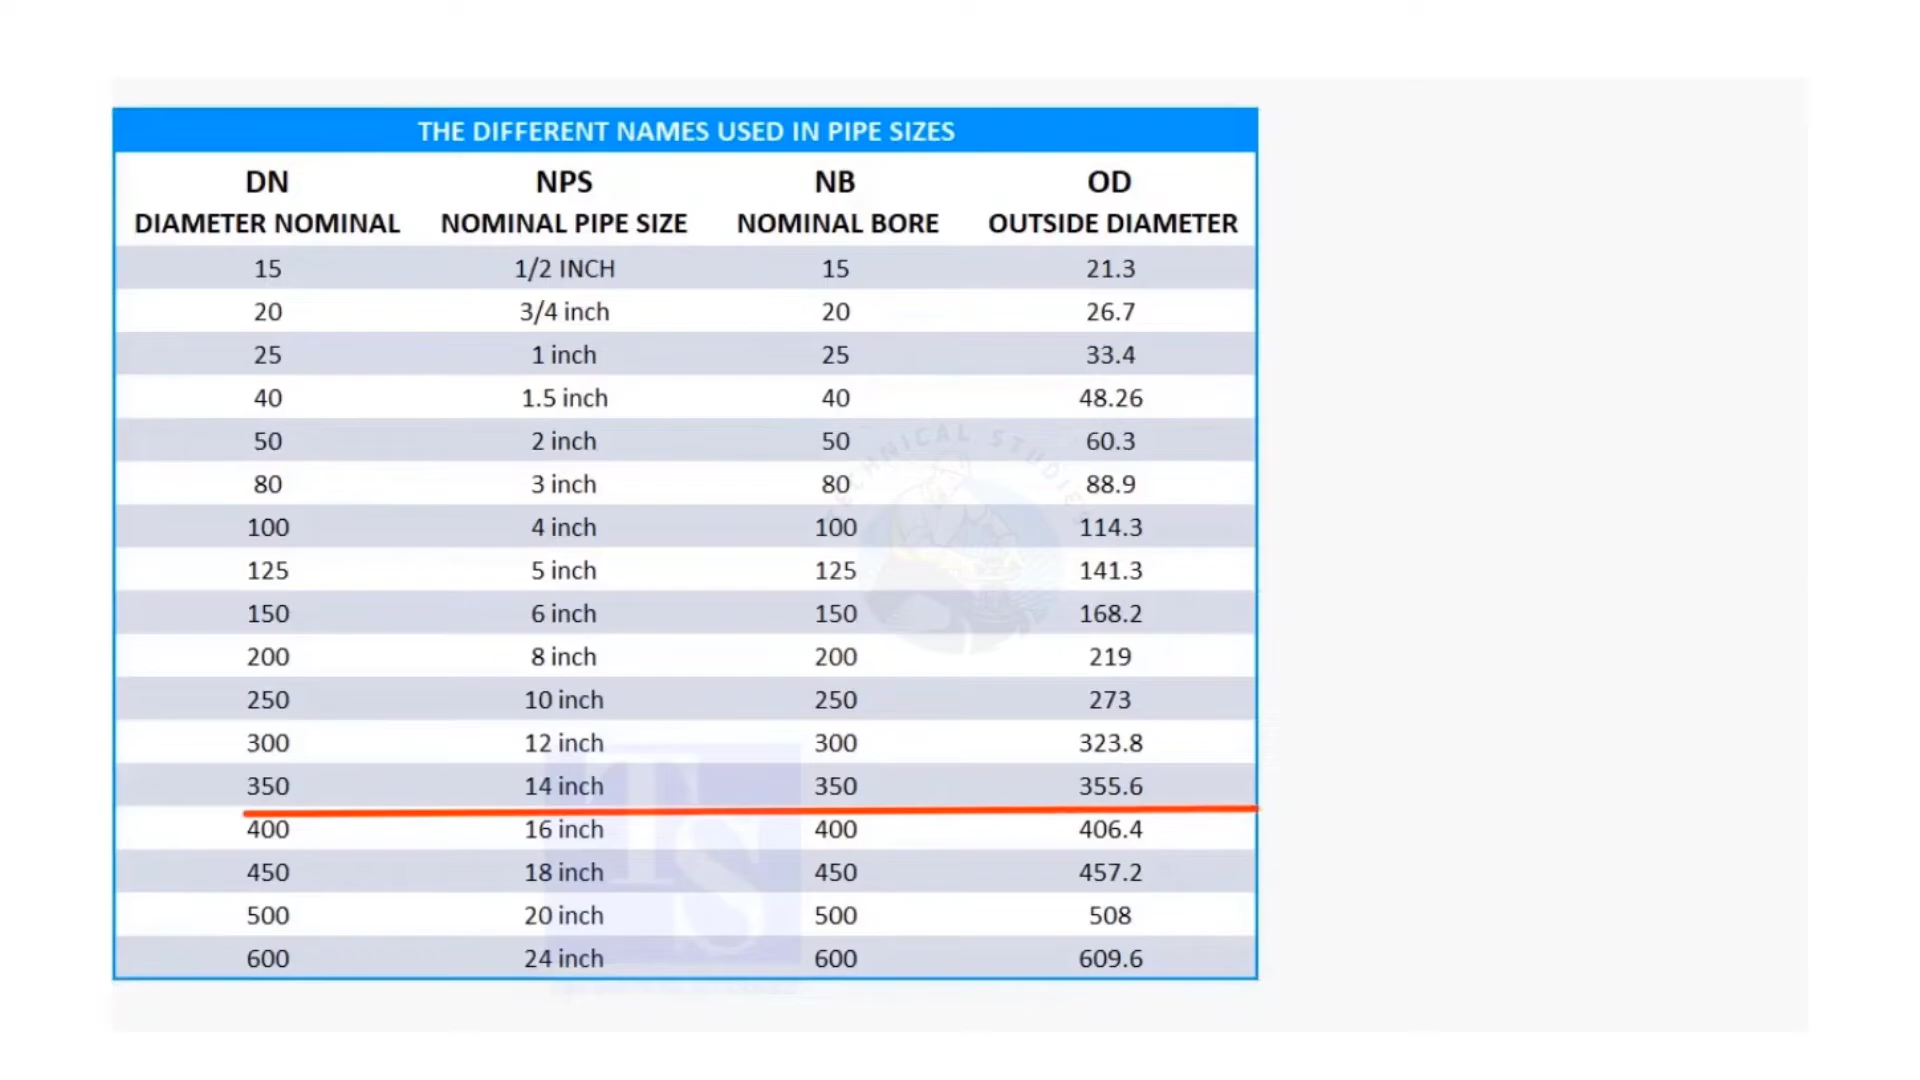 THE DIFFERENT NAMES USED IN PIPE SIZES
DN NPS NB OD
DIAMETER NOMINAL NOMINAL PIPE SIZE NOMINAL BORE OUTSIDE DIAMETER
15 1/2 INCH 15 21.3
20 3/4 inch 20 26.7
25 1 inch 25 33.4
40 1.5 inch 40 48.26
50 2 inch 50 60.3
80 3 inch 80 88.9
100 4 inch 100 114.3
125 5 inch 125 141.3
150 6 inch 150 168.2
200 8 inch 200 219
250 10 inch 250 273
300 12 inch 300 323.8
350 14 inch 350 355.6
400 16 inch 400 406.4
450 18 inch 450 457.2
500 20 inch 500 508
600 24 inch 600 609.6
TECHNICAL STUDIES
TS